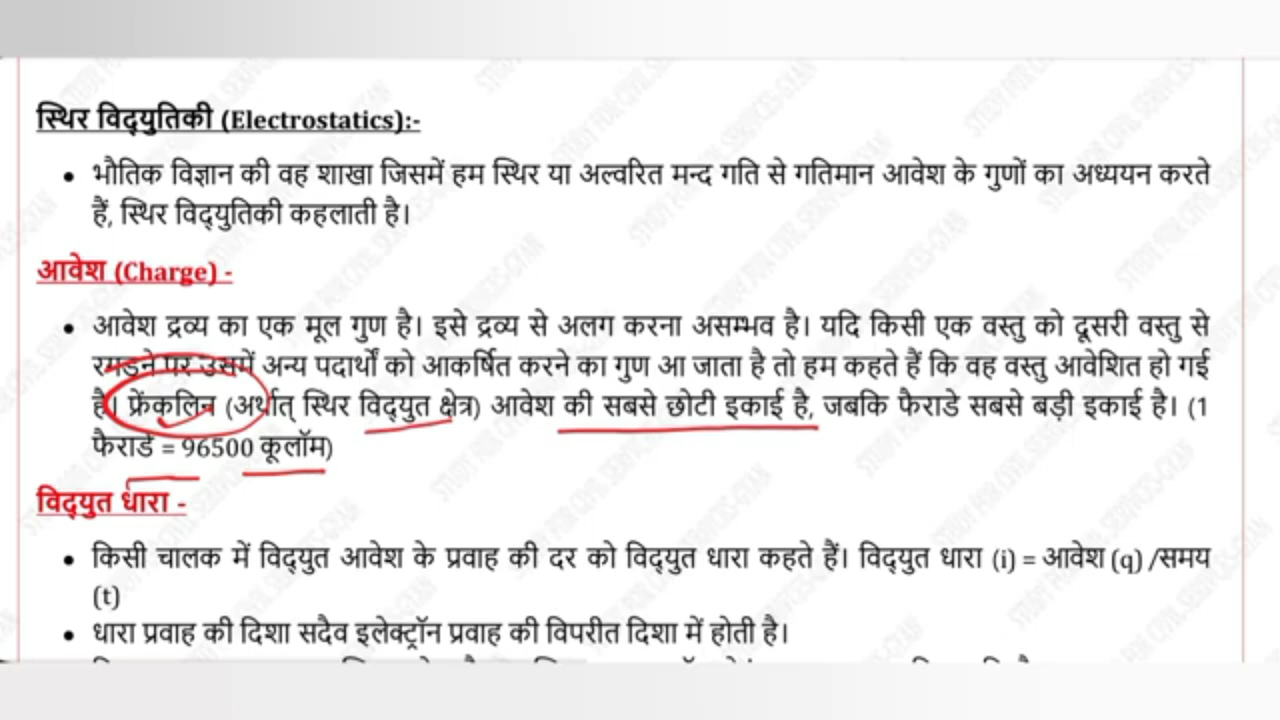 स्थिर विद्युतिकी (Electrostatics):-
• भौतिक विज्ञान की वह शाखा जिसमें हम स्थिर या अल्वरित मन्द गति से गतिमान आवेश के गुणों का अध्ययन करते
हैं, स्थिर विद्युतिकी कहलाती है।
आवेश (Charge) -
• आवेश द्रव्य का एक मूल गुण है। इसे द्रव्य से अलग करना असम्भव है। यदि किसी एक वस्तु को दूसरी वस्तु से
रगड़ने पर उसमें अन्य पदार्थों को आकर्षित करने का गुण आ जाता है तो हम कहते हैं कि वह वस्तु आवेशित हो गई
है। फ्रेंकलिन (अर्थात् स्थिर विद्युत क्षेत्र) आवेश की सबसे छोटी इकाई है, जबकि फैराडे सबसे बड़ी इकाई है। (1
फैराडे = 96500 कूलॉम)
विद्युत धारा -
• किसी चालक में विद्युत आवेश के प्रवाह की दर को विद्युत धारा कहते हैं। विद्युत धारा (i) = आवेश (q) /समय
(t)
• धारा प्रवाह की दिशा सदैव इलेक्ट्रॉन प्रवाह की विपरीत दिशा में होती है।